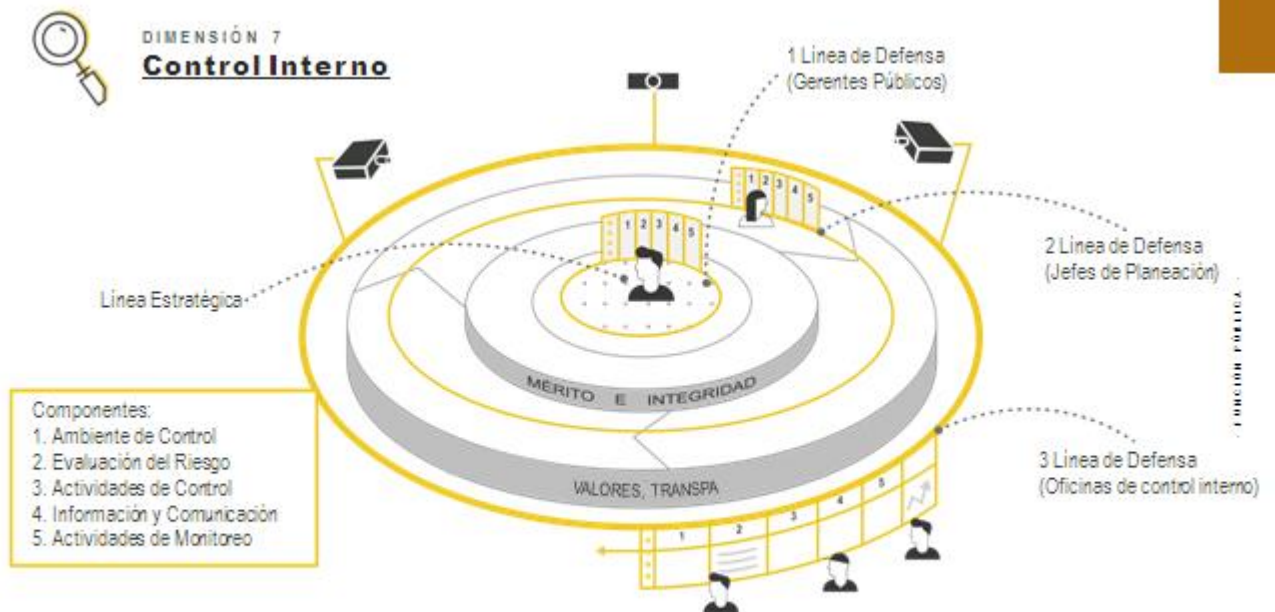 DIMENSIÓN 7
Control Interno
1 Línea de Defensa
(Gerentes Públicos)
1 2 3 4 5
1 2 3 4 5
2 Línea de Defensa
(Jefes de Planeación)
Línea Estratégica
FUNCIÓN PÚBLICA
MÉRITO E INTEGRIDAD
Componentes:
1. Ambiente de Control
2. Evaluación del Riesgo
3. Actividades de Control
4. Información y Comunicación
5. Actividades de Monitoreo
3 Línea de Defensa
(Oficinas de control interno)
VALORES, TRANSPA
1 2 3 4 5